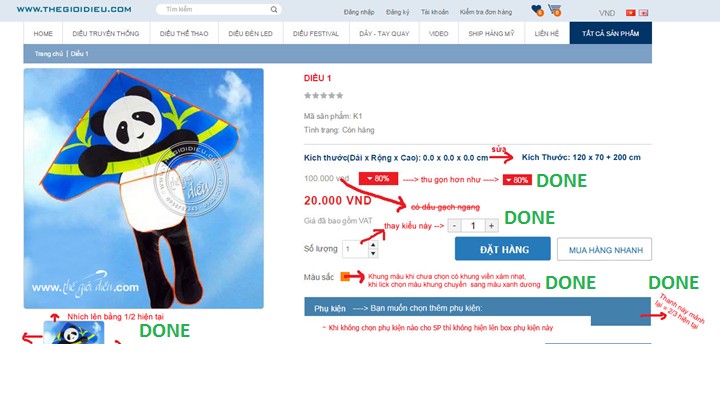 WWW.THEGIOIDIEU.COM
Tìm kiếm
Đăng nhập Đăng ký Tài khoản Kiểm tra đơn hàng
0 0 VND
HOME DIỀU TRUYỀN THỐNG DIỀU THỂ THAO DIỀU ĐÈN LED DIỀU FESTIVAL DÂY - TAY QUAY VIDEO SHIP HÀNG MỸ LIÊN HỆ TẤT CẢ SẢN PHẨM
Trang chủ Diều 1
DIỀU 1
Mã sản phẩm: K1
Tình trạng: Còn hàng
sửa
Kích thước(Dài x Rộng x Cao): 0.0 x 0.0 x 0.0 cm Kích Thước: 120 x 70 + 200 cm
100.000 vnd 80% ----> thu gọn hơn như -----> 80% DONE
20.000 VND có dấu gạch ngang
Giá đã bao gồm VAT thay kiểu này --> - 1 + DONE
Số lượng 1 ĐẶT HÀNG MUA HÀNG NHANH
Màu sắc Khung màu khi chưa chọn có khung viền xám nhạt,
khi lick chọn màu khung chuyển sang màu xanh dương DONE DONE
THEGIOIDIEU.COM
thế giới diều
www.thế giới diều.com
Phụ kiện ----> Bạn muốn chọn thêm phụ kiện:
Thanh này mảnh
lại = 2/3 hiện tại
~ Khi không chọn phụ kiện nào cho SP thì không hiện lên box phụ kiện này
Nhích lên bằng 1/2 hiện tại
DONE